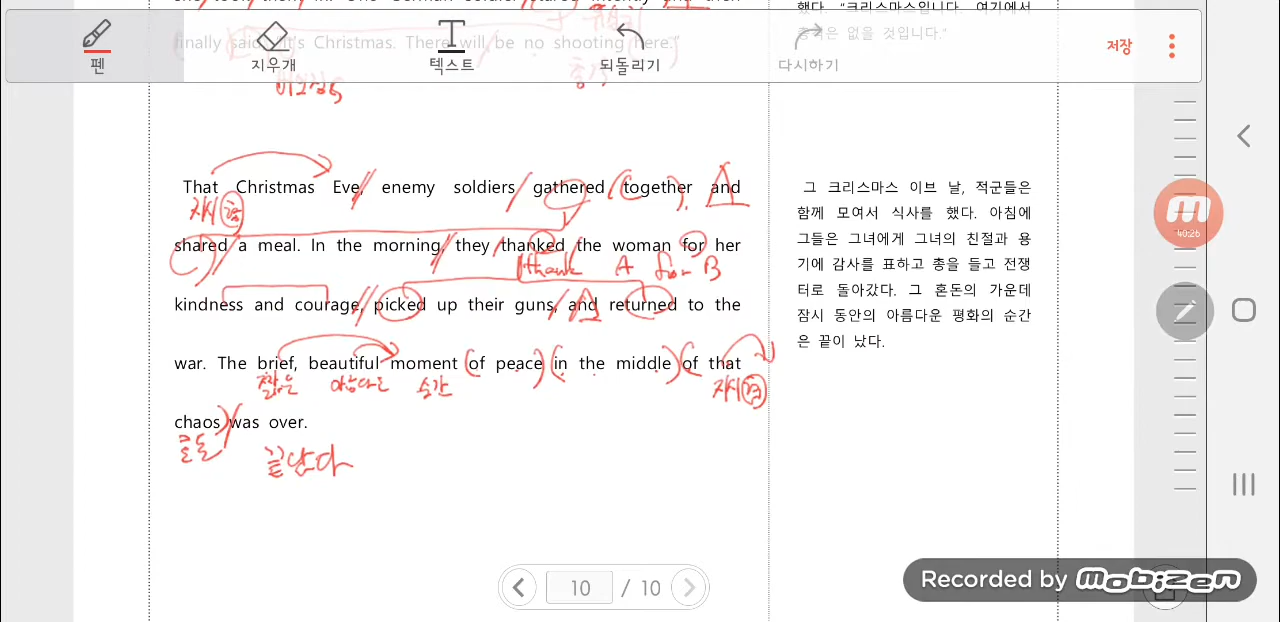 했다. "크리스마스입니다. 여기에서
finally said, "It's Christmas. There will be no shooting here."
은 없을 것입니다."
펜
지우개
텍스트
되돌리기
다시하기
저장
총격
That Christmas Eve, enemy soldiers gathered together and
지시형
shared a meal. In the morning, they thanked the woman for her
thank A for B
kindness and courage, picked up their guns, and returned to the
war. The brief, beautiful moment of peace in the middle of that
짧은 아름다운 순간 지시형
chaos was over.
혼돈
끝난다
그 크리스마스 이브 날, 적군들은
함께 모여서 식사를 했다. 아침에
그들은 그녀에게 그녀의 친절과 용
기에 감사를 표하고 총을 들고 전쟁
터로 돌아갔다. 그 혼돈의 가운데
잠시 동안의 아름다운 평화의 순간
은 끝이 났다.
40:26
10 / 10
Recorded by mobizen